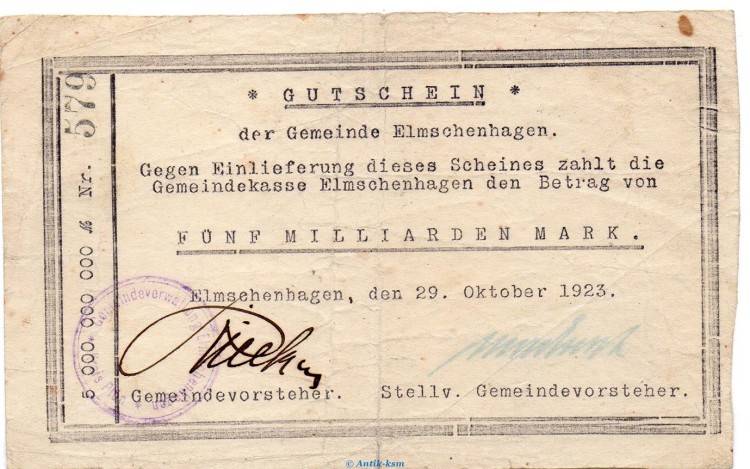 * GUTSCHEIN *
der Gemeinde Elmschenhagen.
Gegen Einlieferung dieses Scheines zahlt die
Gemeindekasse Elmschenhagen den Betrag von
FÜNF MILLIARDEN MARK.
Elmschenhagen, den 29. Oktober 1923.
Gemeindevorsteher.
Stellv. Gemeindevorsteher.
5 000 000 000 ℳ Nr. 579
© Antik-ksm